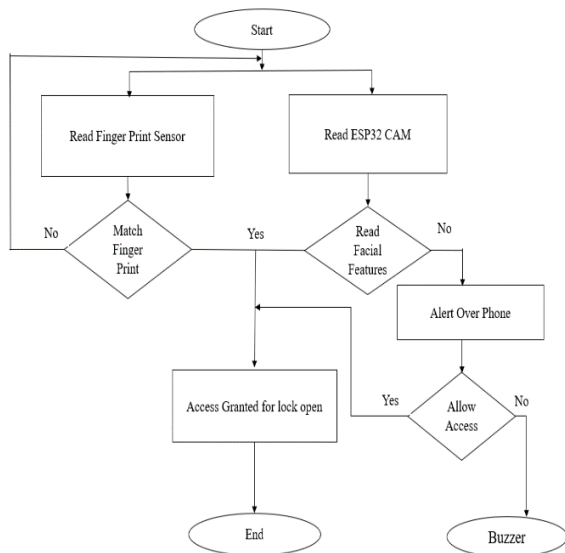 Start
Read Finger Print Sensor
Read ESP32 CAM
No
Match
Finger
Print
Yes
Read
Facial
Features
No
Alert Over Phone
Access Granted for lock open
Yes
Allow
Access
No
End
Buzzer